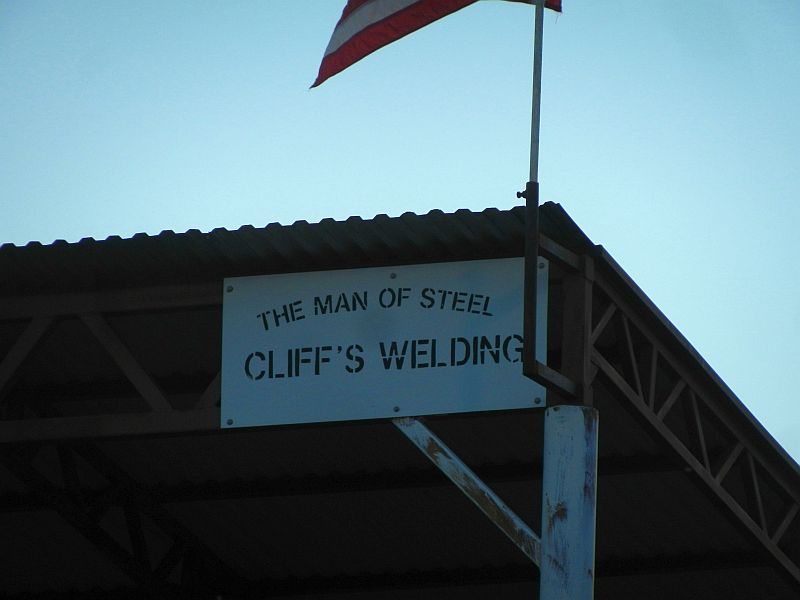 THE MAN OF STEEL
CLIFF'S WELDING